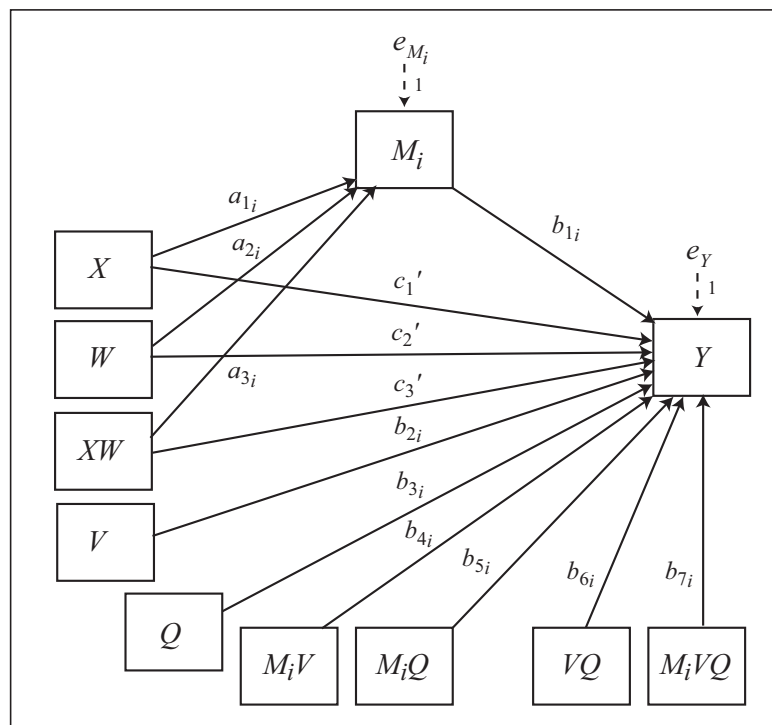 e_{M_i}
1
M_i
a_{1_i}
X
a_{2_i}
b_{1_i}
e_Y
1
c_1'
W
c_2'
Y
a_{3_i}
c_3'
XW
b_{2_i}
V
b_{3_i}
b_{4_i}
b_{5_i}
b_{6_i}
b_{7_i}
Q
M_iV
M_iQ
VQ
M_iVQ